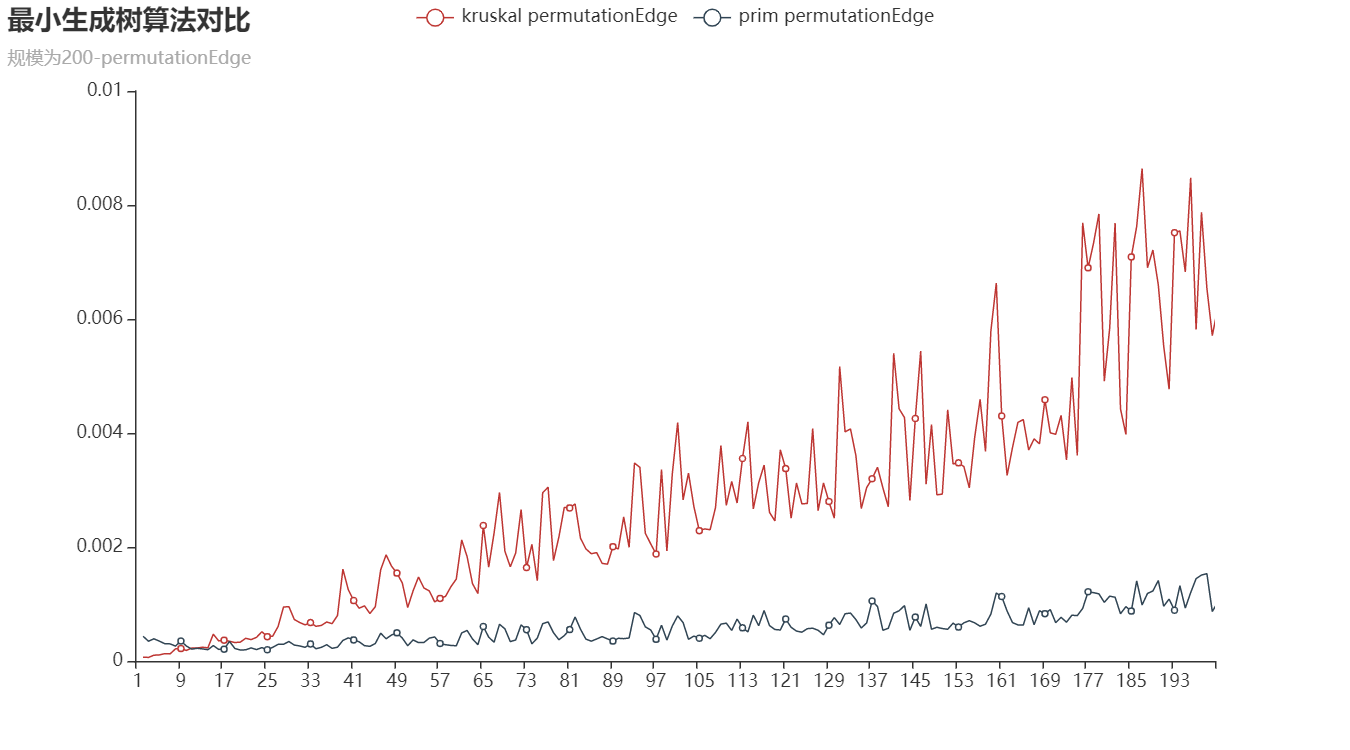 最小生成树算法对比
kruskal permutationEdge prim permutationEdge
规模为200-permutationEdge
0.01
0.008
0.006
0.004
0.002
0
1 9 17 25 33 41 49 57 65 73 81 89 97 105 113 121 129 137 145 153 161 169 177 185 193